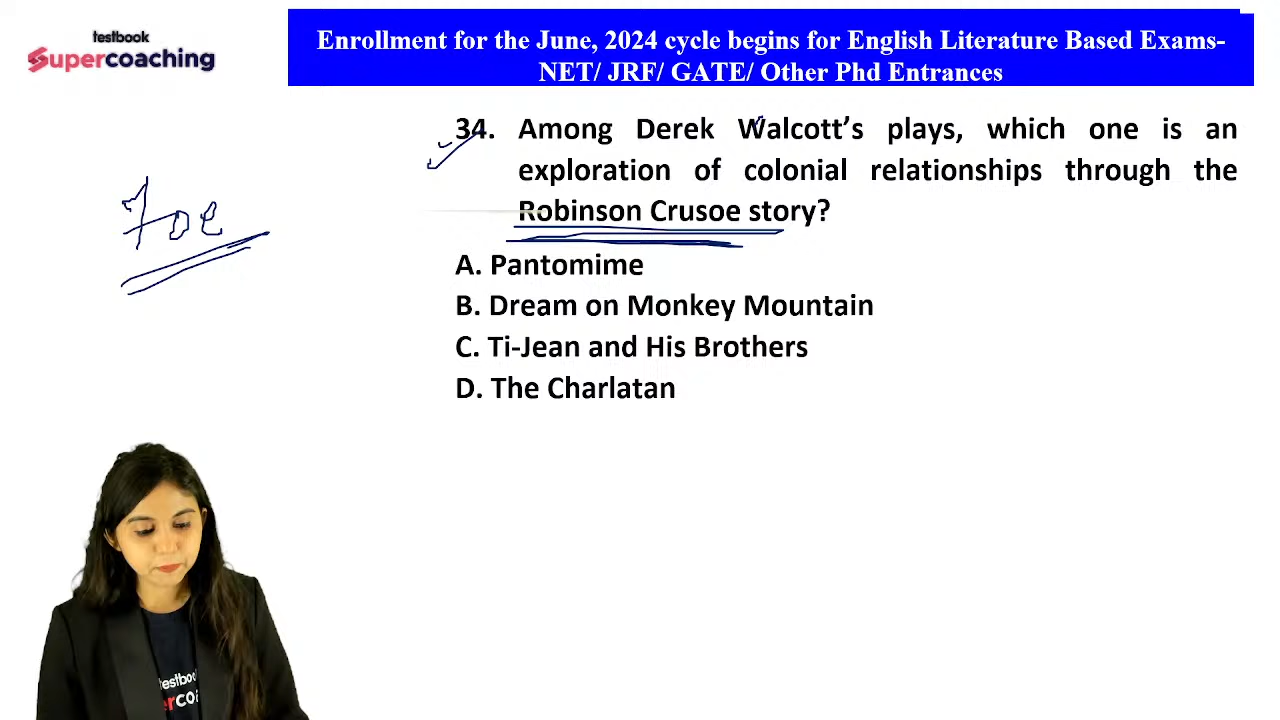 testbook
Supercoaching
Enrollment for the June, 2024 cycle begins for English Literature Based Exams-
NET/ JRF/ GATE/ Other Phd Entrances
34. Among Derek Walcott's plays, which one is an
exploration of colonial relationships through the
Robinson Crusoe story?
Foe
A. Pantomime
B. Dream on Monkey Mountain
C. Ti-Jean and His Brothers
D. The Charlatan
testbook